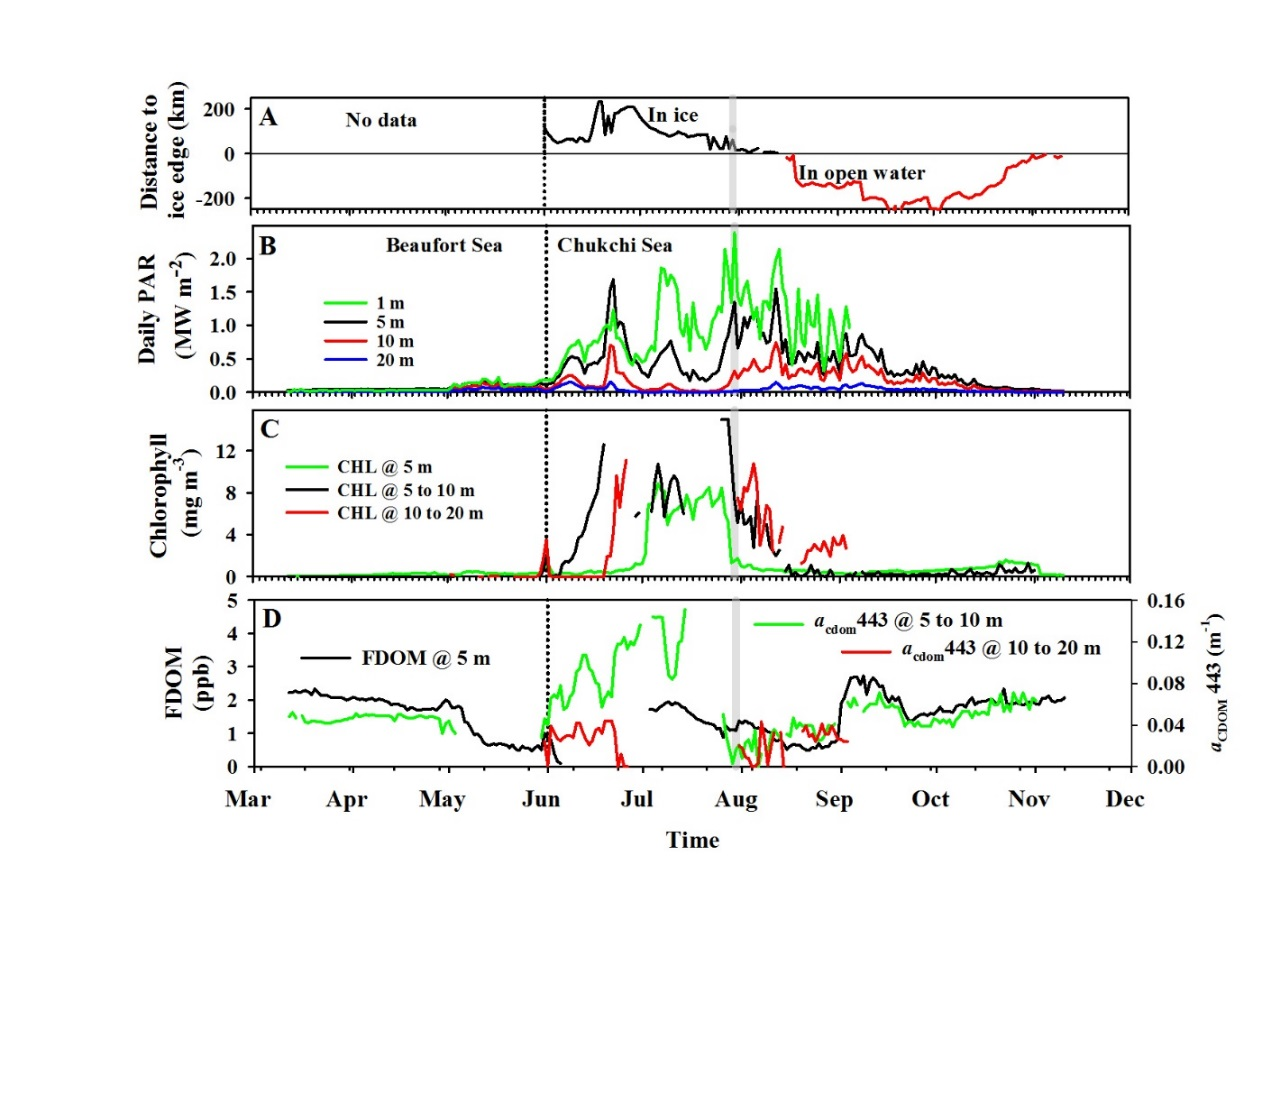 Distance to
ice edge (km)
200
0
-200
A
No data
In ice
In open water
Daily PAR
(MW m-2)
2.0
1.5
1.0
0.5
0.0
B
Beaufort Sea
Chukchi Sea
1 m
5 m
10 m
20 m
Chlorophyll
(mg m-3)
12
8
4
0
C
CHL @ 5 m
CHL @ 5 to 10 m
CHL @ 10 to 20 m
FDOM
(ppb)
5
4
3
2
1
0
D
FDOM @ 5 m
acdom443 @ 5 to 10 m
acdom443 @ 10 to 20 m
0.16
0.12
0.08
0.04
0.00
aCDOM 443 (m-1)
Mar Apr May Jun Jul Aug Sep Oct Nov Dec
Time